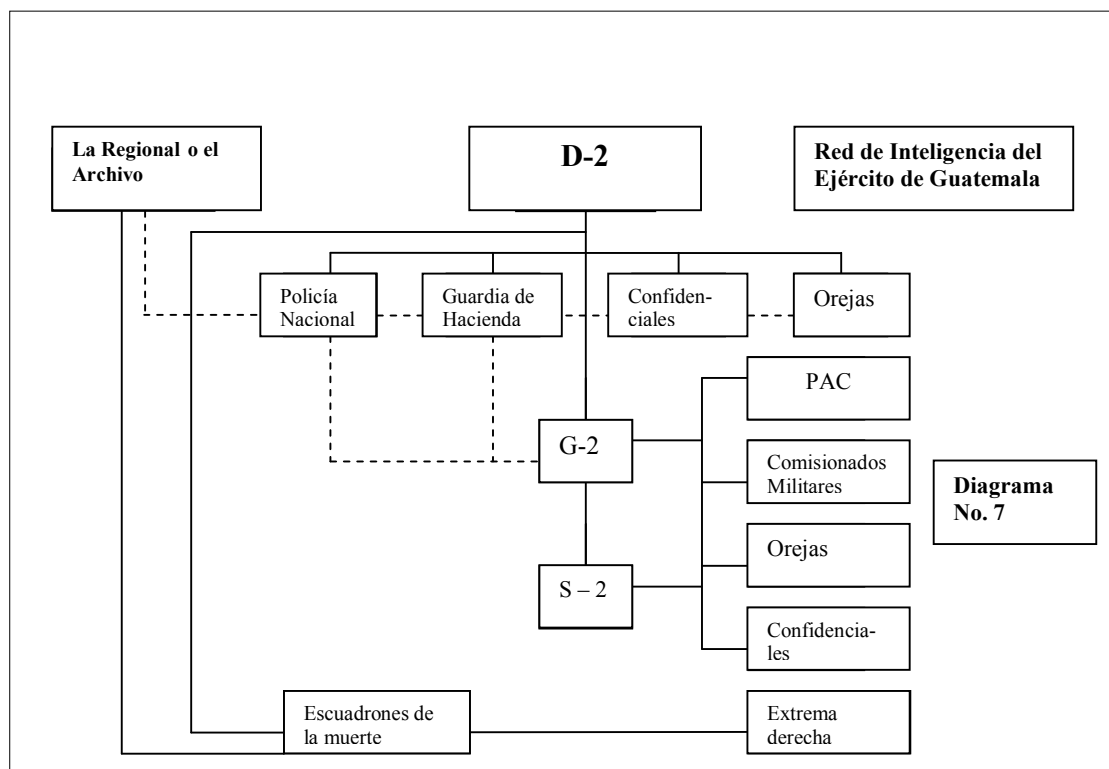 La Regional o el
Archivo
D-2
Red de Inteligencia del
Ejército de Guatemala
Policía
Nacional
Guardia de
Hacienda
Confiden-
ciales
Orejas
PAC
G-2
Comisionados
Militares
Diagrama
No. 7
Orejas
S – 2
Confidencia-
les
Escuadrones de
la muerte
Extrema
derecha